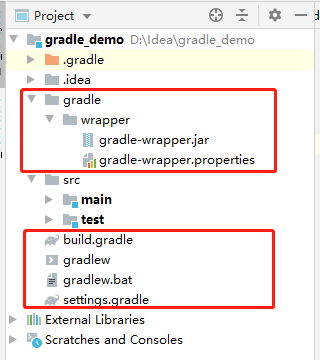 Project
gradle_demo D:\Idea\gradle_demo
.gradle
.idea
gradle
wrapper
gradle-wrapper.jar
gradle-wrapper.properties
src
main
test
build.gradle
gradlew
gradlew.bat
settings.gradle
External Libraries
Scratches and Consoles